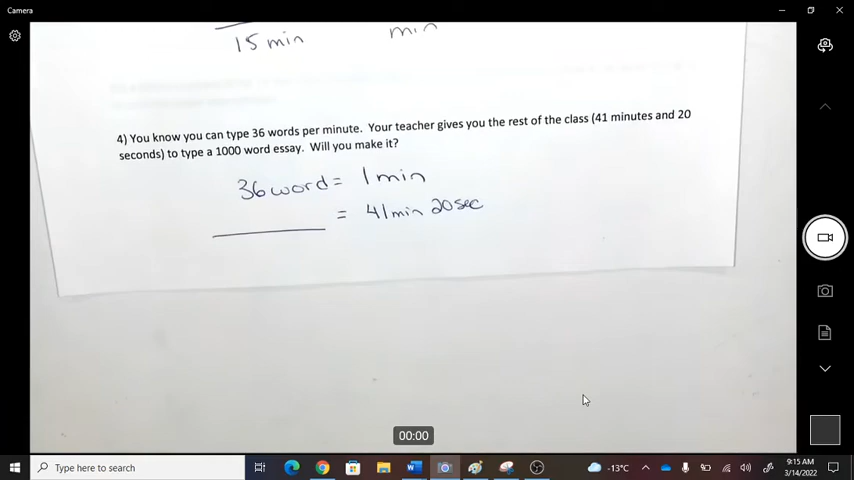 Camera
15 min
min
4) You know you can type 36 words per minute. Your teacher gives you the rest of the class (41 minutes and 20
seconds) to type a 1000 word essay. Will you make it?
36 word = 1 min
= 41 min 20 sec
00:00
Type here to search
-13°C
9:15 AM
3/14/2022